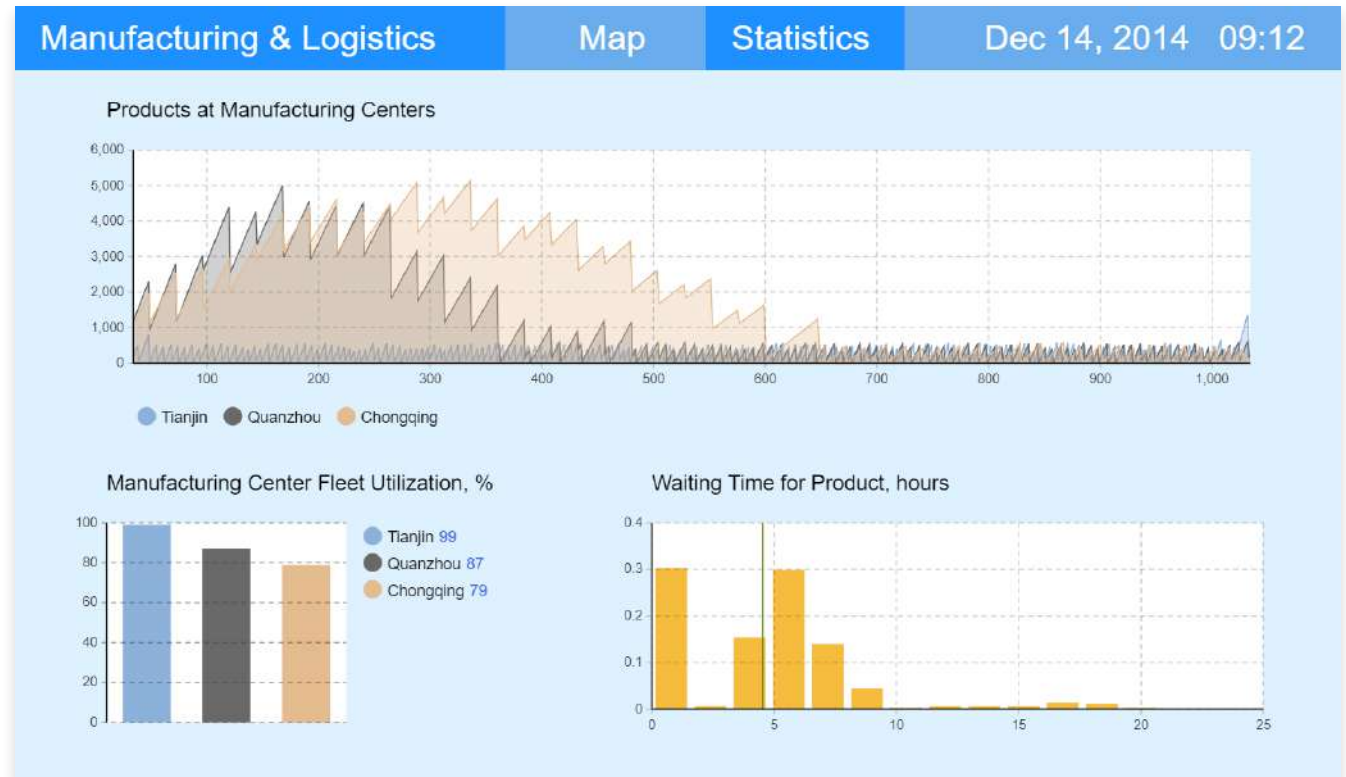 Manufacturing & Logistics Map Statistics Dec 14, 2014 09:12
Products at Manufacturing Centers
6,000
5,000
4,000
3,000
2,000
1,000
0
100 200 300 400 500 600 700 800 900 1,000
Tianjin Quanzhou Chongqing
Manufacturing Center Fleet Utilization, %
100
80
60
40
20
0
Tianjin 99
Quanzhou 87
Chongqing 79
Waiting Time for Product, hours
0.4
0.3
0.2
0.1
0
0 5 10 15 20 25